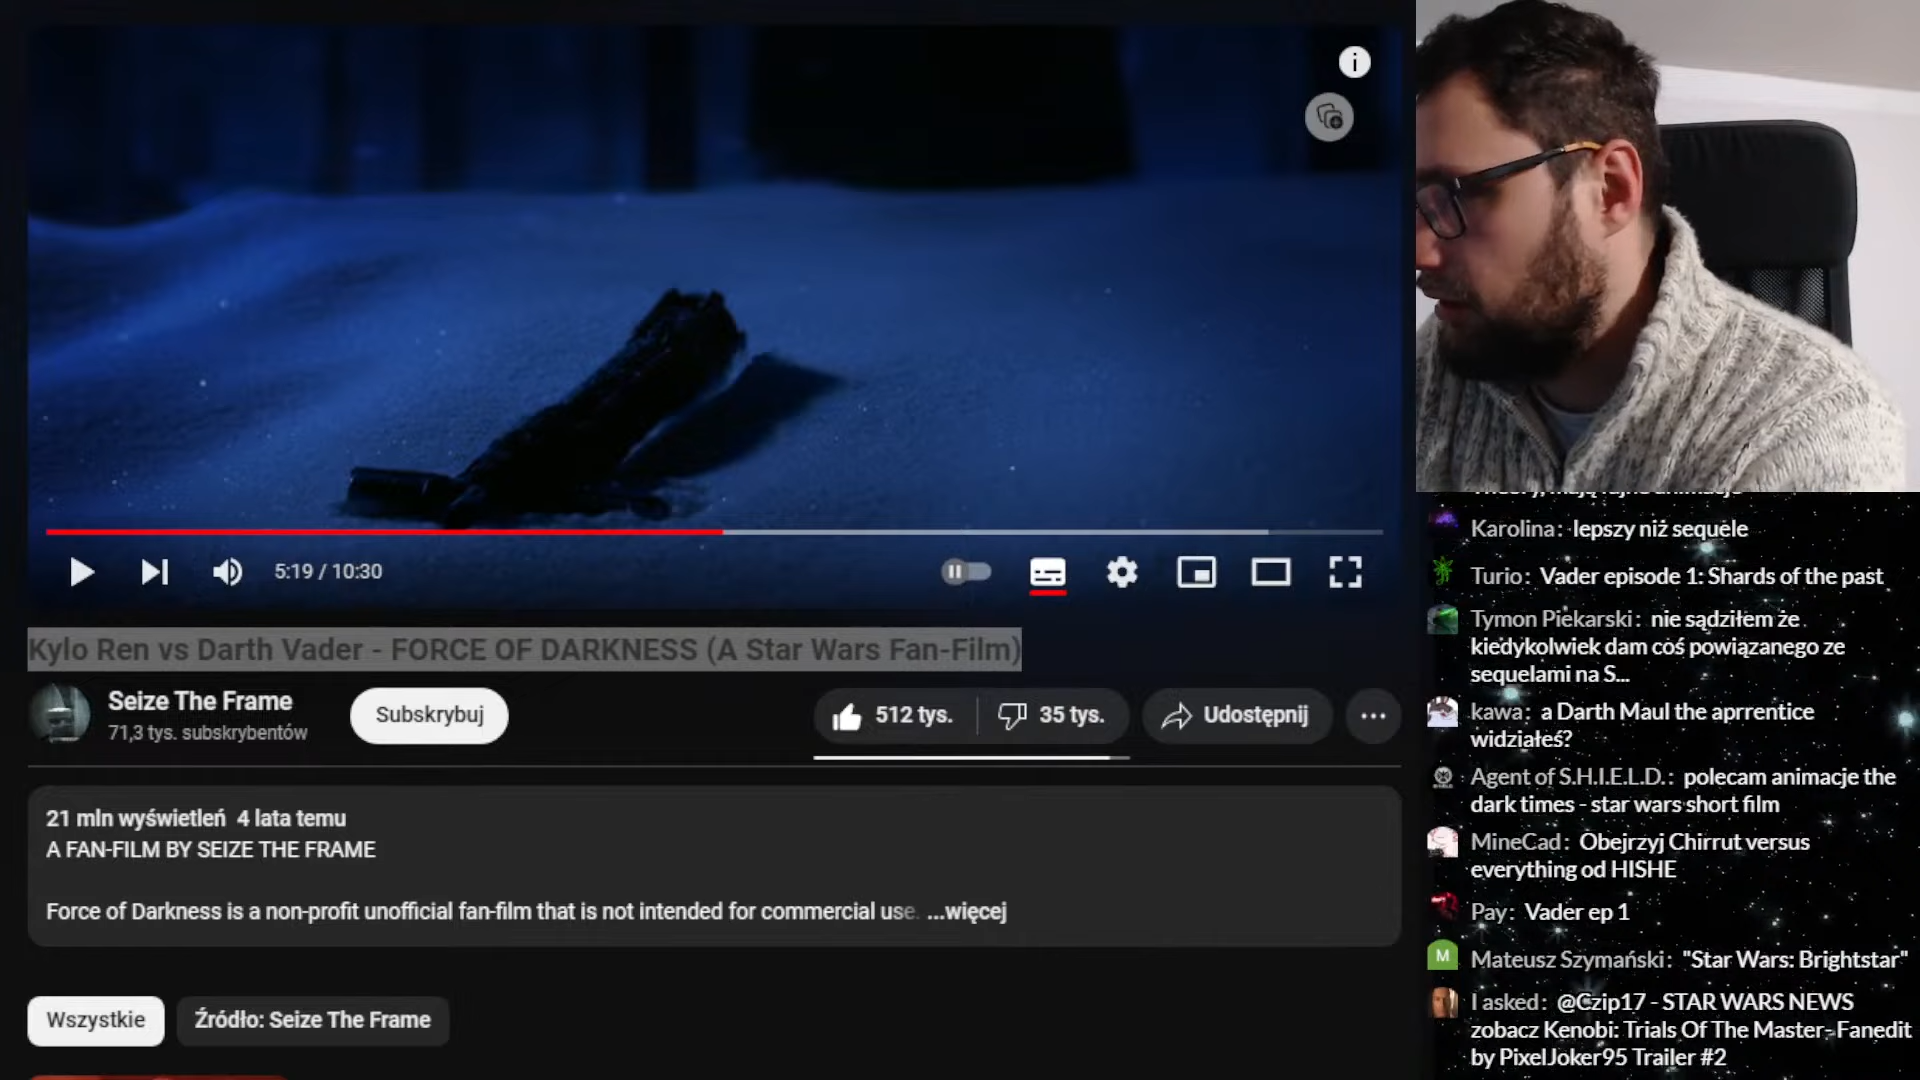 5:19 / 10:30
Kylo Ren vs Darth Vader - FORCE OF DARKNESS (A Star Wars Fan-Film)
Seize The Frame
71,3 tys. subskrybentów
Subskrybuj
512 tys.
35 tys.
Udostępnij
21 mln wyświetleń 4 lata temu
A FAN-FILM BY SEIZE THE FRAME
Force of Darkness is a non-profit unofficial fan-film that is not intended for commercial use. ...więcej
Wszystkie
Źródło: Seize The Frame
Karolina: lepszy niż sequele
Turio: Vader episode 1: Shards of the past
Tymon Piekarski: nie sądziłem że
kiedykolwiek dam coś powiązanego ze
sequelami na S...
kawa: a Darth Maul the aprrentice
widziałeś?
Agent of S.H.I.E.L.D.: polecam animacje the
dark times - star wars short film
MineCad: Obejrzyj Chirrut versus
everything od HISHE
Pay: Vader ep 1
M
Mateusz Szymański: "Star Wars: Brightstar"
I asked: @Czip17 - STAR WARS NEWS
zobacz Kenobi: Trials Of The Master- Fanedit
by PixelJoker95 Trailer #2